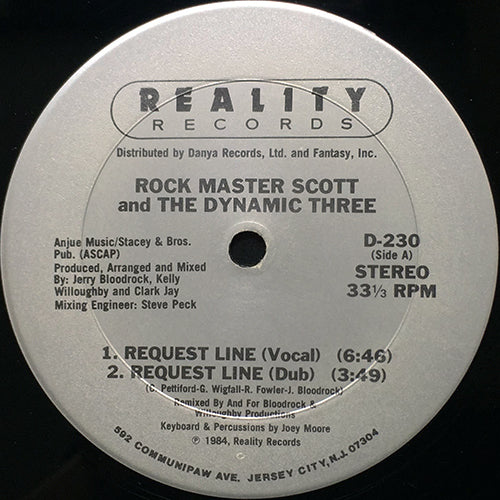 REALITY
RECORDS
Distributed by Danya Records, Ltd. and Fantasy, Inc.
ROCK MASTER SCOTT
and THE DYNAMIC THREE
Anjue Music/Stacey & Bros.
Pub. (ASCAP)
Produced, Arranged and Mixed
By: Jerry Bloodrock, Kelly
Willoughby and Clark Jay
Mixing Engineer: Steve Peck
D-230
(Side A)
STEREO
33⅓ RPM
1. REQUEST LINE (Vocal) (6:46)
2. REQUEST LINE (Dub) (3:49)
(C. Pettiford-G. Wigfall-R. Fowler-J. Bloodrock)
Remixed By and For Bloodrock &
Willoughby Productions
Keyboard & Percussions by Joey Moore
℗ 1984, Reality Records
592 COMMUNIPAW AVE. JERSEY CITY, N.J. 07304